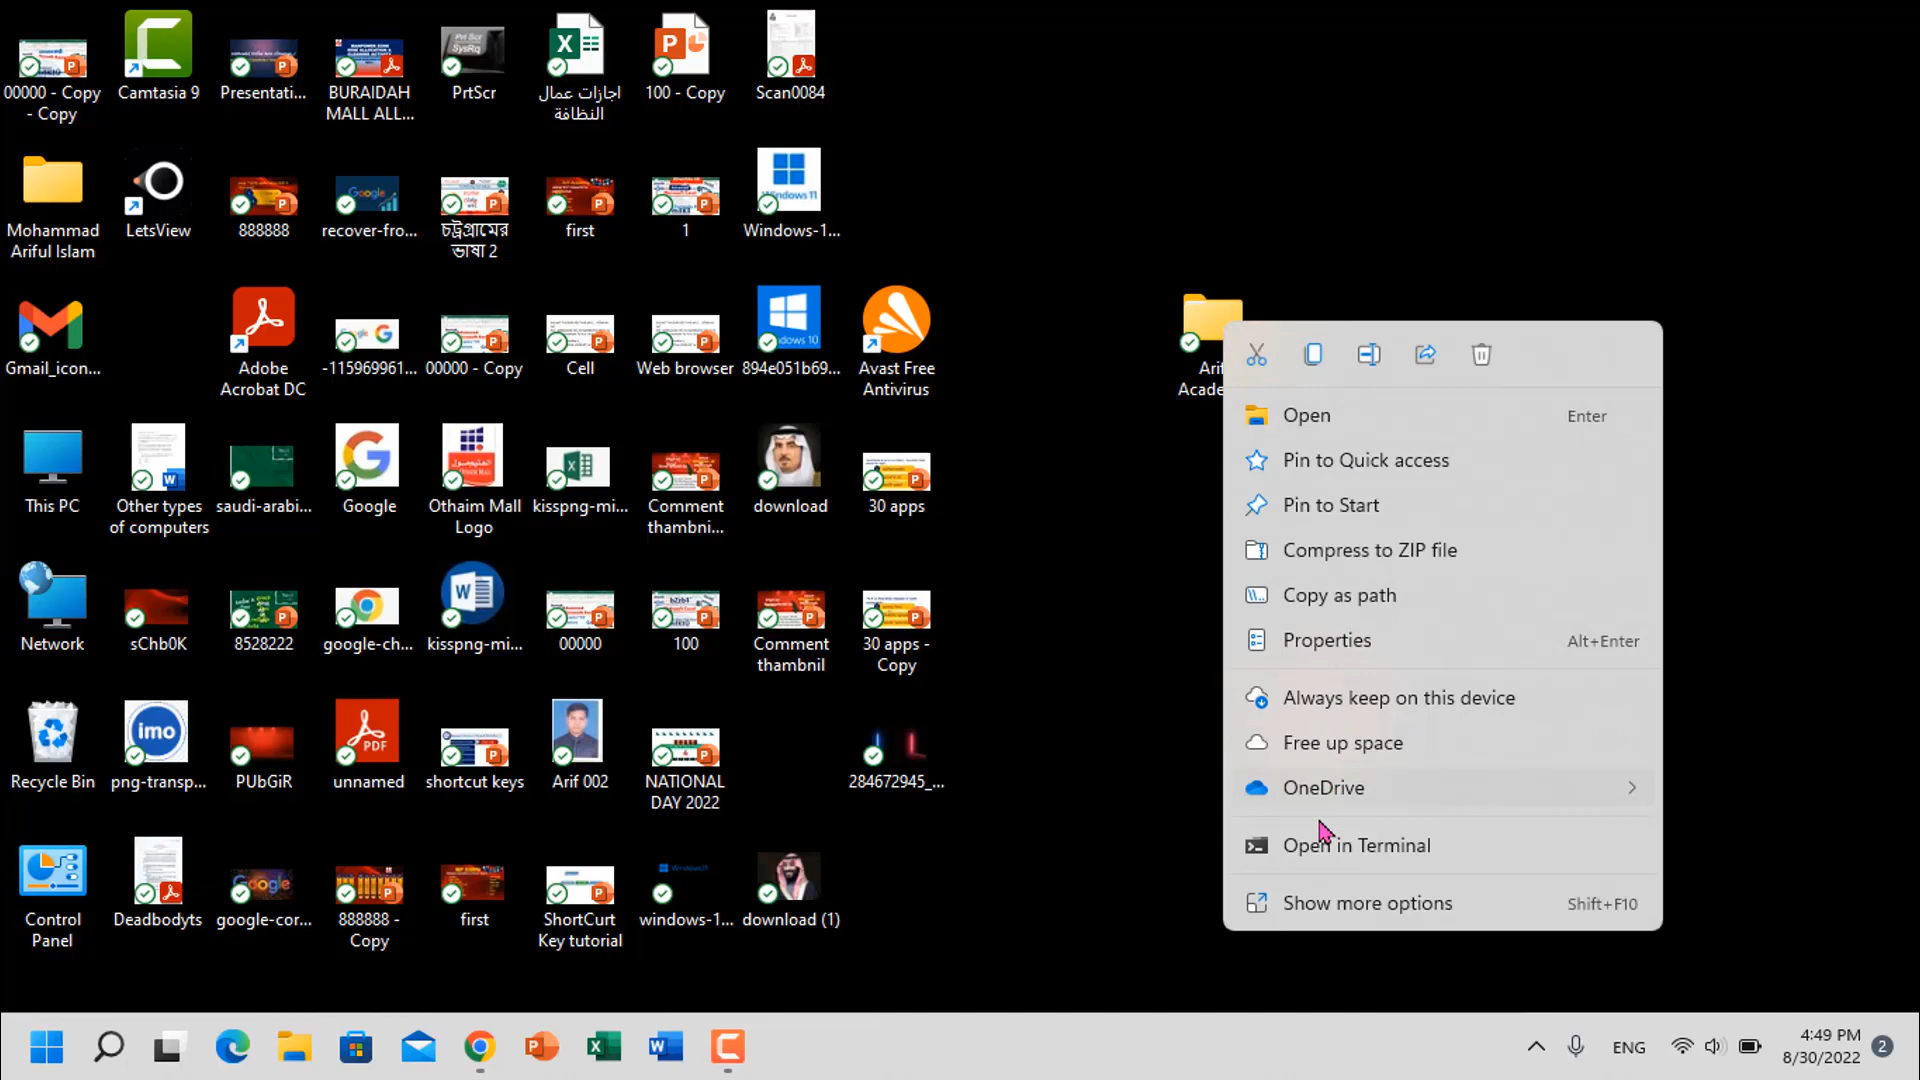 00000 - Copy
- Copy
Camtasia 9
Presentati...
BURAIDAH
MALL ALL...
PrtScr
اجازات عمال
النظافة
100 - Copy
Scan0084
Mohammad
Ariful Islam
LetsView
888888
recover-fro...
চট্টগ্রামের
ভাষা 2
first
1
Windows-1...
Gmail_icon...
Adobe
Acrobat DC
-115969961...
00000 - Copy
Cell
Web browser
894e051b69...
Avast Free
Antivirus
This PC
Other types
of computers
saudi-arabi...
Google
Othaim Mall
Logo
kisspng-mi...
Comment
thambni...
download
30 apps
Network
sChb0K
8528222
google-ch...
kisspng-mi...
00000
100
Comment
thambnil
30 apps -
Copy
Recycle Bin
png-transp...
PUbGiR
unnamed
shortcut keys
Arif 002
NATIONAL
DAY 2022
284672945_...
Control
Panel
Deadbodyts
google-cor...
888888 -
Copy
first
ShortCurt
Key tutorial
windows-1...
download (1)
Open Enter
Pin to Quick access
Pin to Start
Compress to ZIP file
Copy as path
Properties Alt+Enter
Always keep on this device
Free up space
OneDrive
Open in Terminal
Show more options Shift+F10
ENG
4:49 PM
8/30/2022
2